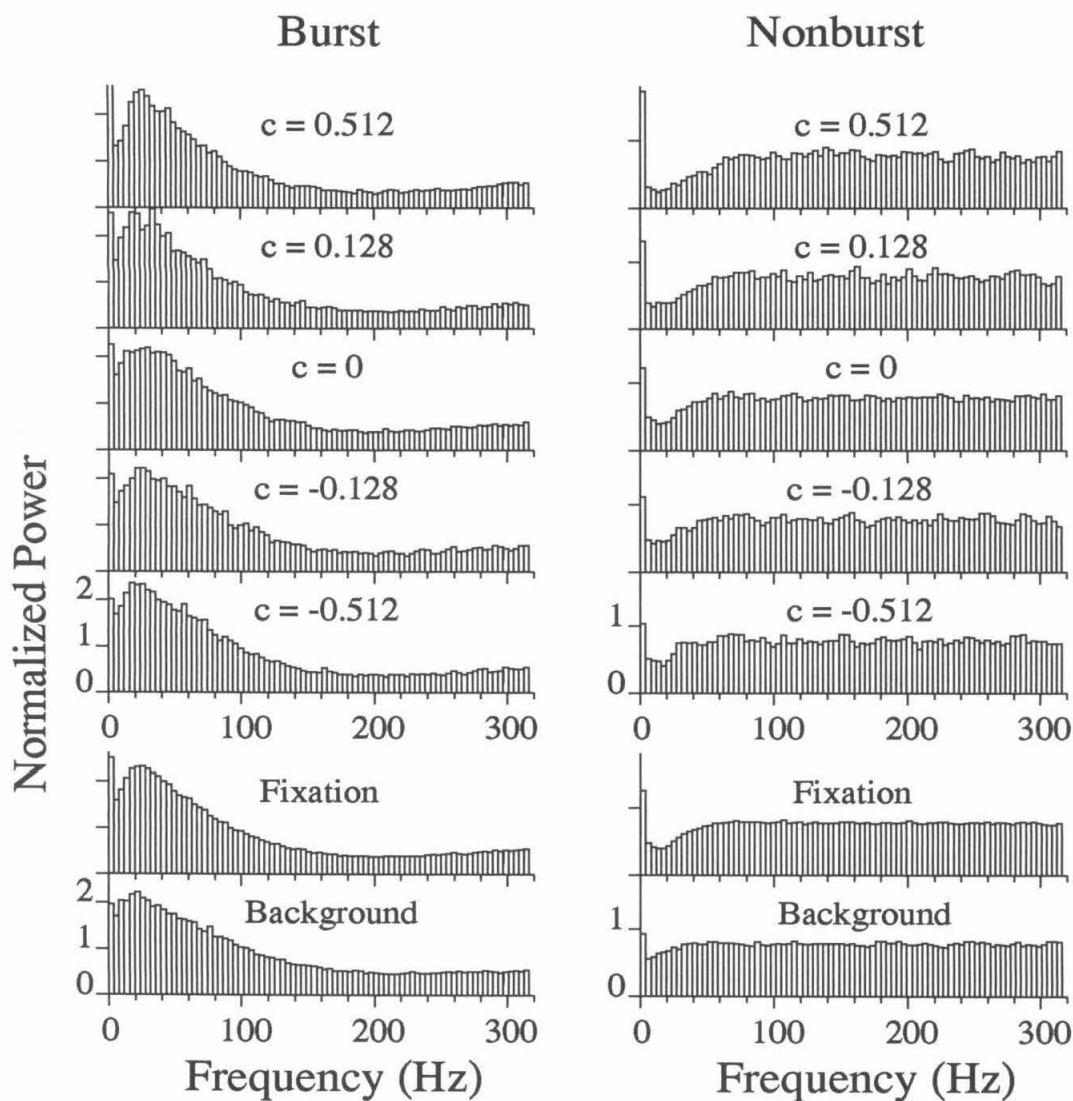 Burst
Nonburst
c = 0.512
c = 0.512
c = 0.128
c = 0.128
c = 0
c = 0
c = -0.128
c = -0.128
c = -0.512
c = -0.512
Normalized Power
2
1
0
1
0
0 100 200 300
0 100 200 300
Fixation
Fixation
Background
Background
2
1
0
1
0
0 100 200 300
0 100 200 300
Frequency (Hz)
Frequency (Hz)